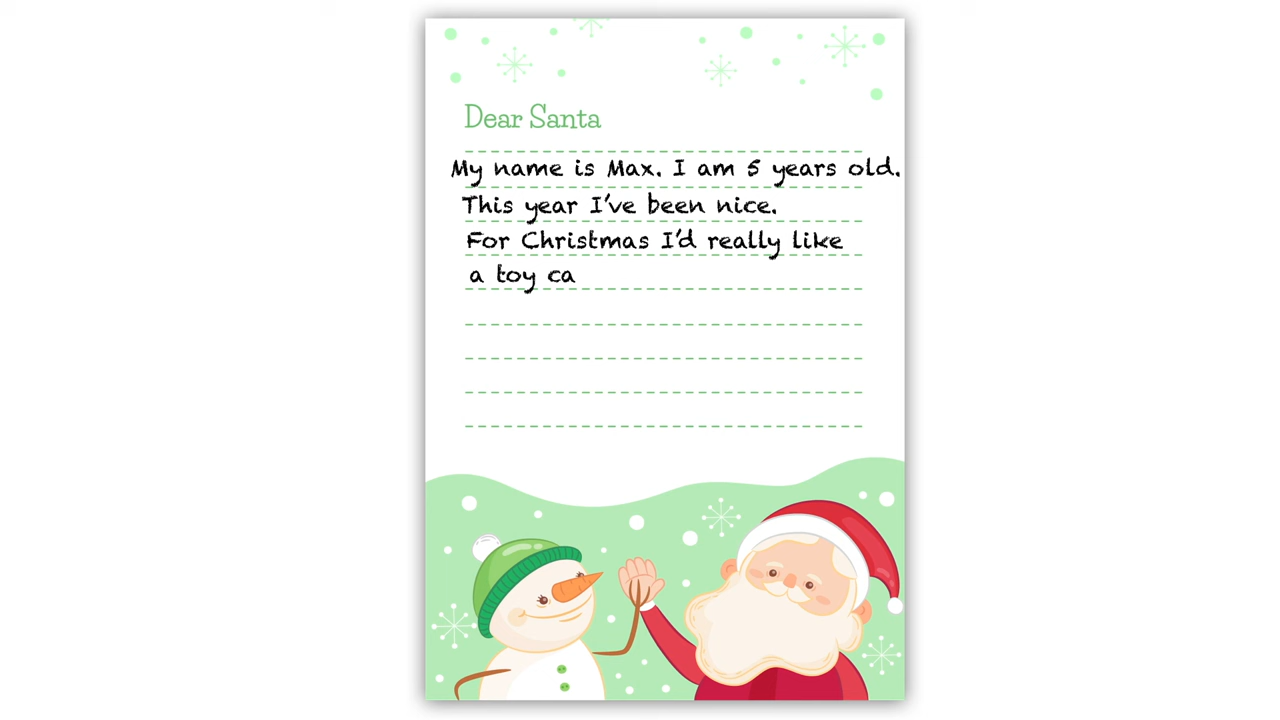 Dear Santa
My name is Max. I am 5 years old.
This year I've been nice.
For Christmas I'd really like
a toy ca